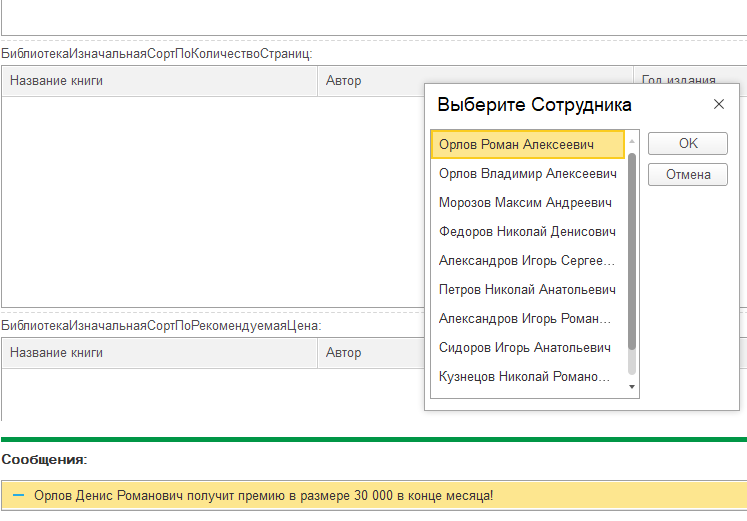 БиблиотекаИзначальнаяСортПоКоличествоСтраниц:
Название книги Автор Год издания
Выберите Сотрудника
Орлов Роман Алексеевич OK
Орлов Владимир Алексеевич Отмена
Морозов Максим Андреевич
Федоров Николай Денисович
Александров Игорь Сергее...
Петров Николай Анатольевич
Александров Игорь Роман...
Сидоров Игорь Анатольевич
Кузнецов Николай Романо...
БиблиотекаИзначальнаяСортПоРекомендуемаяЦена:
Название книги Автор
Сообщения:
Орлов Денис Романович получит премию в размере 30 000 в конце месяца!